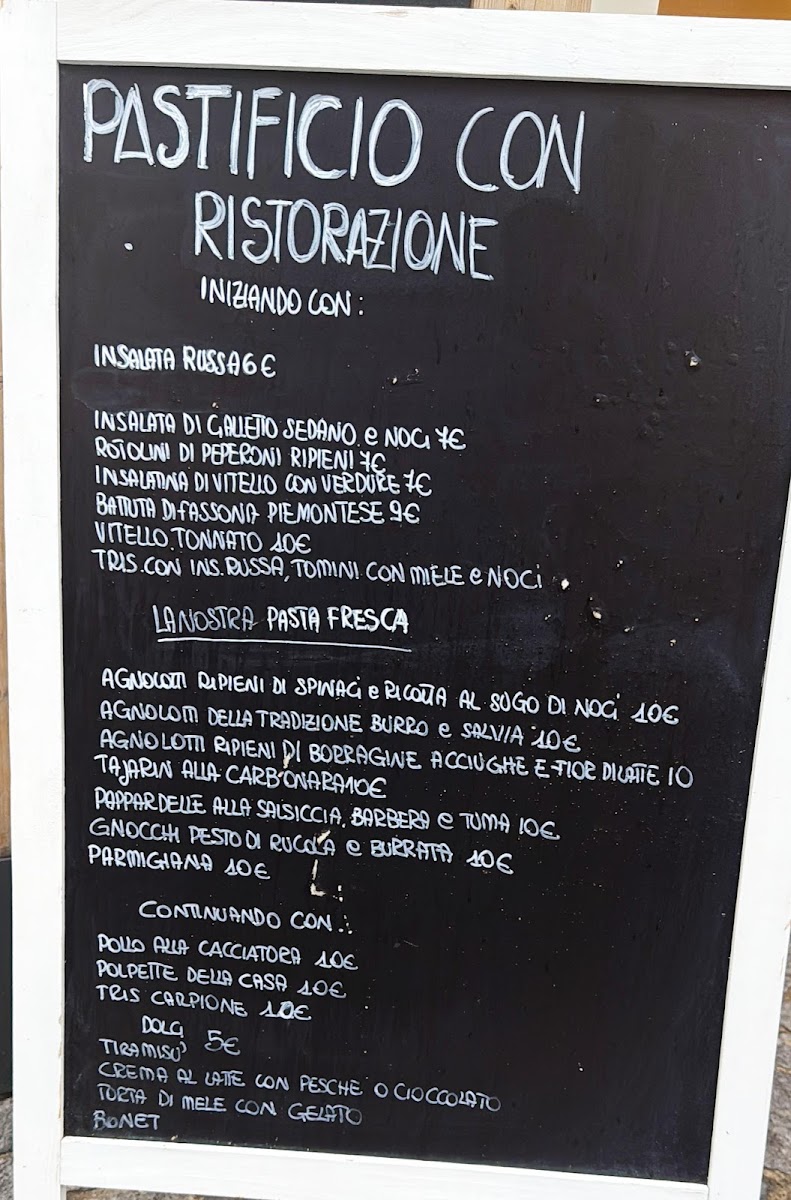 PASTIFICIO CON
RISTORAZIONE
INIZIANDO CON:
INSALATA RUSSA 6€
INSALATA DI GALLETTO SEDANO e NOCI 7€
ROTOLINI DI PEPERONI RIPIENI 7€
INSALATINA DI VITELLO CON VERDURE 7€
BATTUTA DI FASSONA PIEMONTESE 9€
VITELLO TONNATO 10€
TRIS.CON INS.RUSSA, TOMINI CON MIELE e NOCI
LA NOSTRA PASTA FRESCA
AGNOLOTTI RIPIENI DI SPINACI e RICOTTA AL SUGO DI NOCI 10€
AGNOLOTTI DELLA TRADIZIONE BURRO e SALVIA 10€
AGNOLOTTI RIPIENI DI BORRAGINE ACCIUGHE E FIOR DI LATTE 10
TAJARIN ALLA CARBONARA 10€
PAPPARDELLE ALLA SALSICCIA, BARBERA e TUMA 10€
GNOCCHI PESTO DI RUCOLA e BURRATA 10€
PARMIGIANA 10€
CONTINUANDO CON:
POLLO ALLA CACCIATORA 10€
POLPETTE DELLA CASA 10€
TRIS CARPIONE 10€
DOLCI 5€
TIRAMISU'
CREMA AL LATTE CON PESCHE O CIOCCOLATO
TORTA DI MELE CON GELATO
BONET